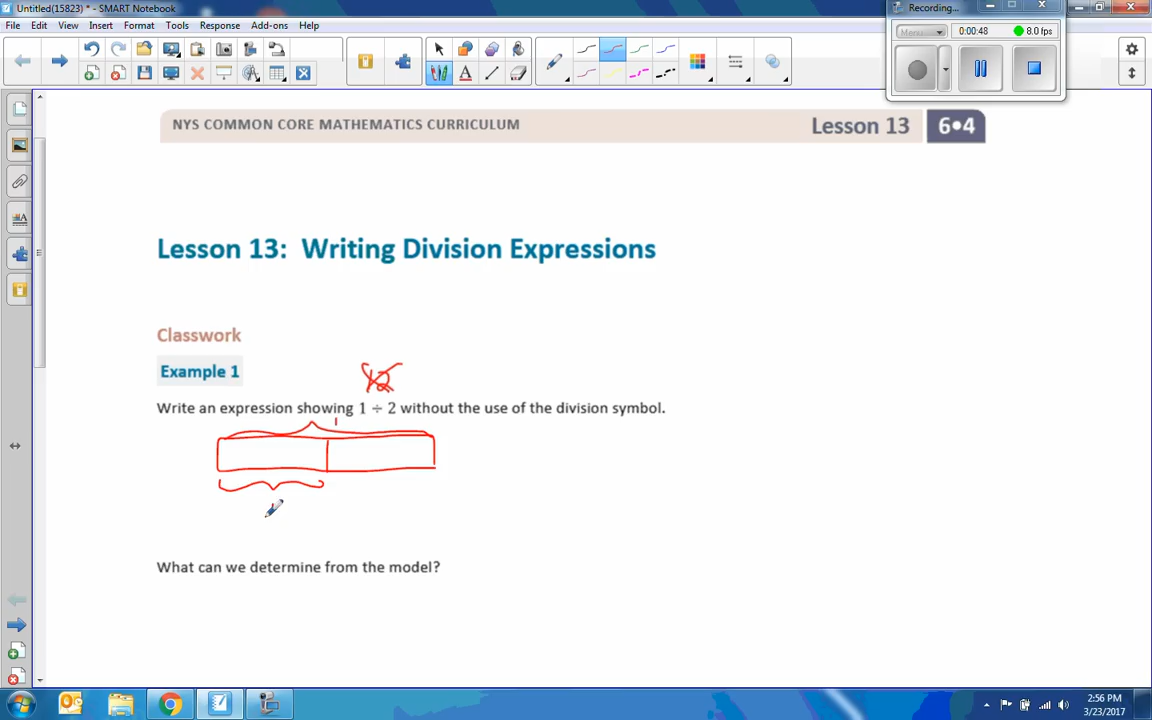 Untitled(15823) * - SMART Notebook
Recording...
File Edit View Insert Format Tools Response Add-ons Help
Menu 0:00:48 8.0 fps
NYS COMMON CORE MATHEMATICS CURRICULUM Lesson 13 6•4
Lesson 13: Writing Division Expressions
Classwork
Example 1
Write an expression showing 1 ÷ 2 without the use of the division symbol.
1
What can we determine from the model?
2:56 PM
3/23/2017